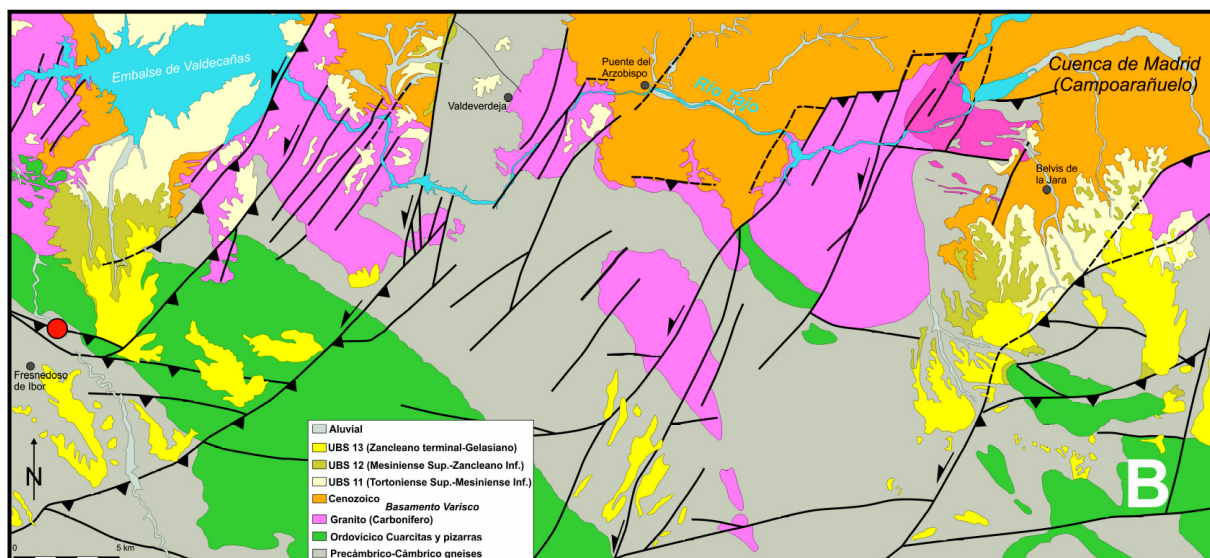 Embalse de Valdecañas
Valdeverdeja
Puente del
Arzobispo
Río Tajo
Cuenca de Madrid
(Campoarañuelo)
Belvis de
la Jara
Fresnedoso
de Ibor
N
0
5 km
Aluvial
UBS 13 (Zancleano terminal-Gelasiano)
UBS 12 (Mesiniense Sup.-Zancleano Inf.)
UBS 11 (Tortoniense Sup.-Mesiniense Inf.)
Cenozoico
Basamento Varisco
Granito (Carbonífero)
Ordovícico Cuarcitas y pizarras
Precámbrico-Cámbrico gneises
B